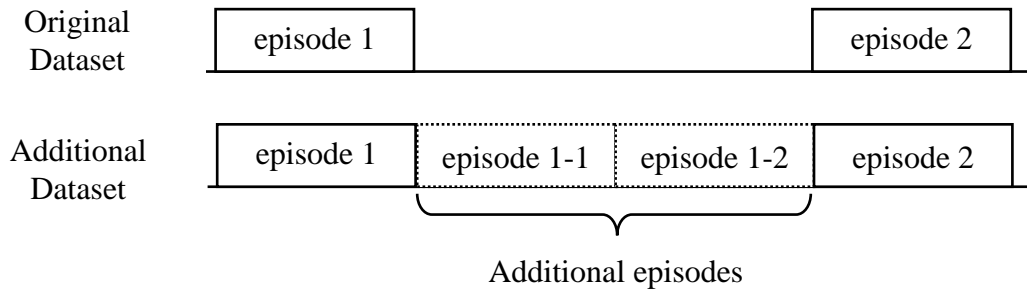 Original
Dataset
episode 1
episode 2
Additional
Dataset
episode 1
episode 1-1
episode 1-2
episode 2
Additional episodes